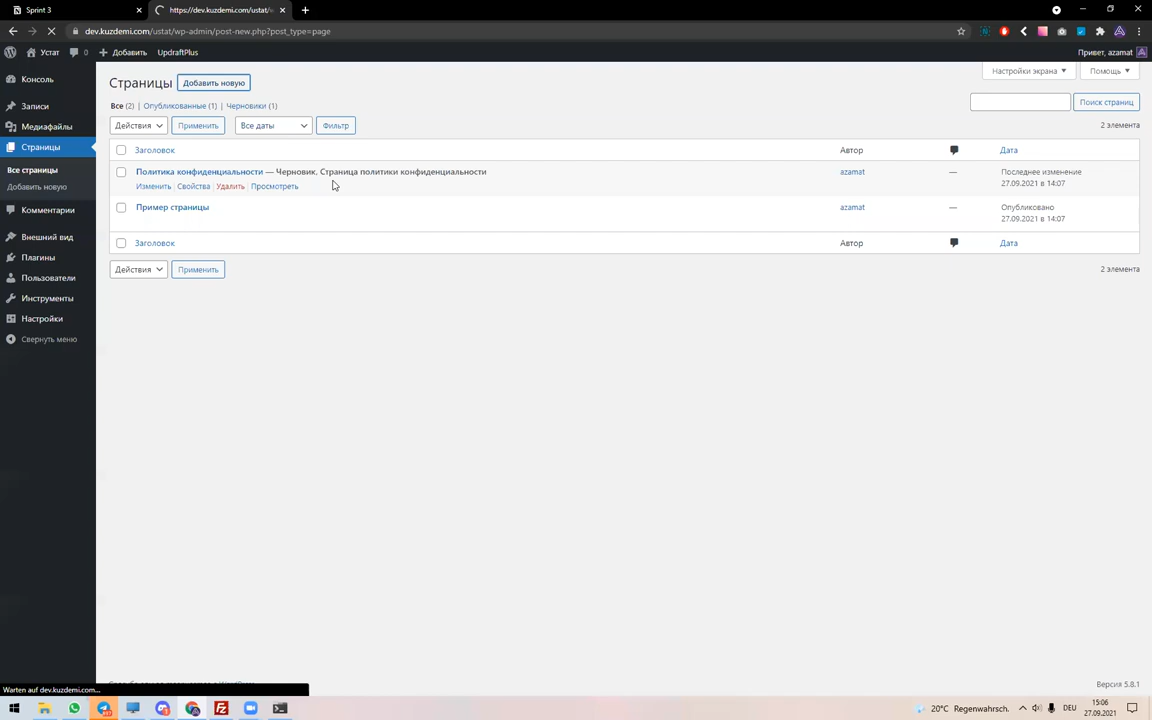 Sprint 3
https://dev.kuzdemi.com/ustat/w
dev.kuzdemi.com/ustat/wp-admin/post-new.php?post_type=page
Устат 0 Добавить UpdraftPlus Привет, azamat
Консоль
Записи
Медиафайлы
Страницы
Все страницы
Добавить новую
Комментарии
Внешний вид
Плагины
Пользователи
Инструменты
Настройки
Свернуть меню
Настройки экрана Помощь
Страницы Добавить новую
Все (2) | Опубликованные (1) | Черновики (1)
Поиск страниц
Действия Применить Все даты Фильтр 2 элемента
Заголовок Автор Дата
Политика конфиденциальности — Черновик, Страница политики конфиденциальности azamat — Последнее изменение
27.09.2021 в 14:07
Изменить | Свойства | Удалить | Просмотреть
Пример страницы azamat — Опубликовано
27.09.2021 в 14:07
Заголовок Автор Дата
Действия Применить 2 элемента
Версия 5.8.1
Warten auf dev.kuzdemi.com...
20°C Regenwahrsch. DEU 15:06
27.09.2021